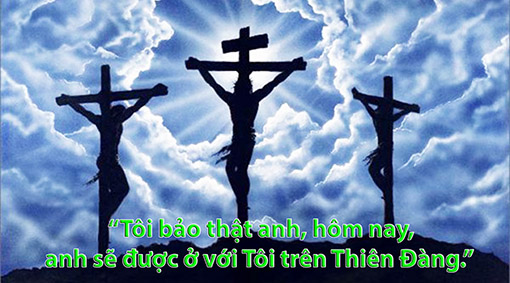 “Tôi bảo thật anh, hôm nay,
anh sẽ được ở với Tôi trên Thiên Đàng.”